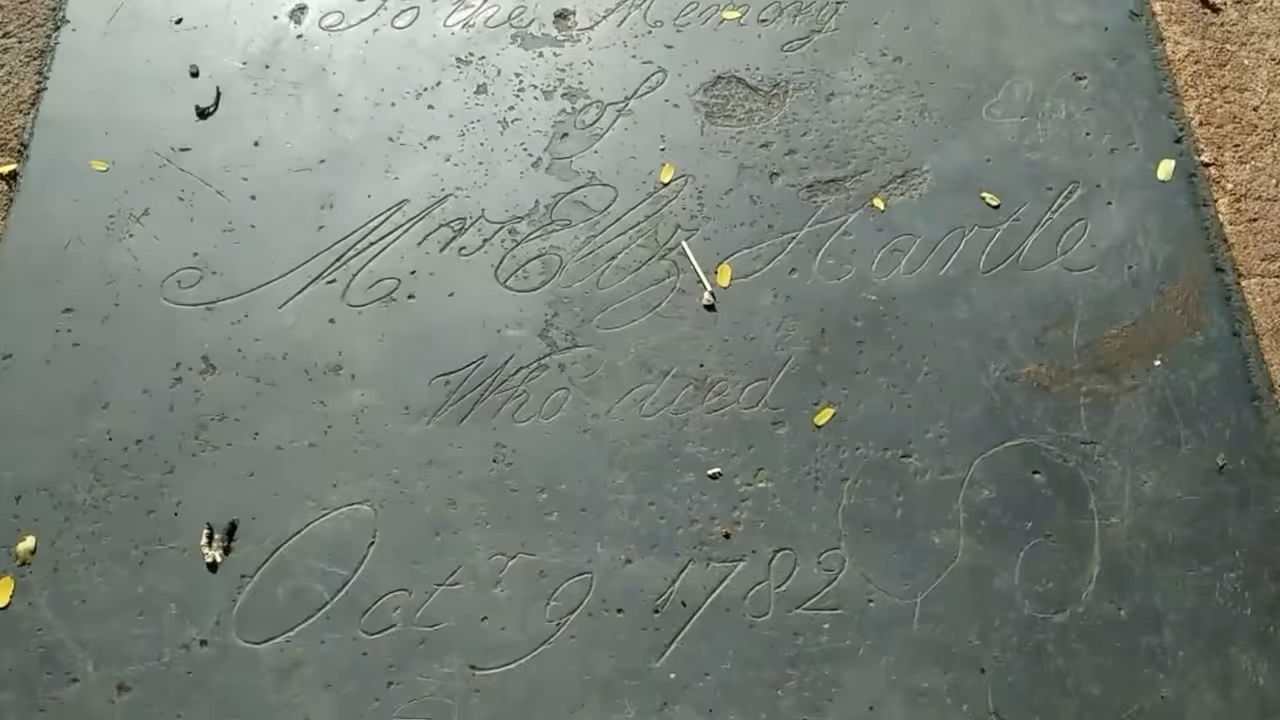 To the Memory
of
Mrs Eliz Hartle
Who died
Octr 9 1782